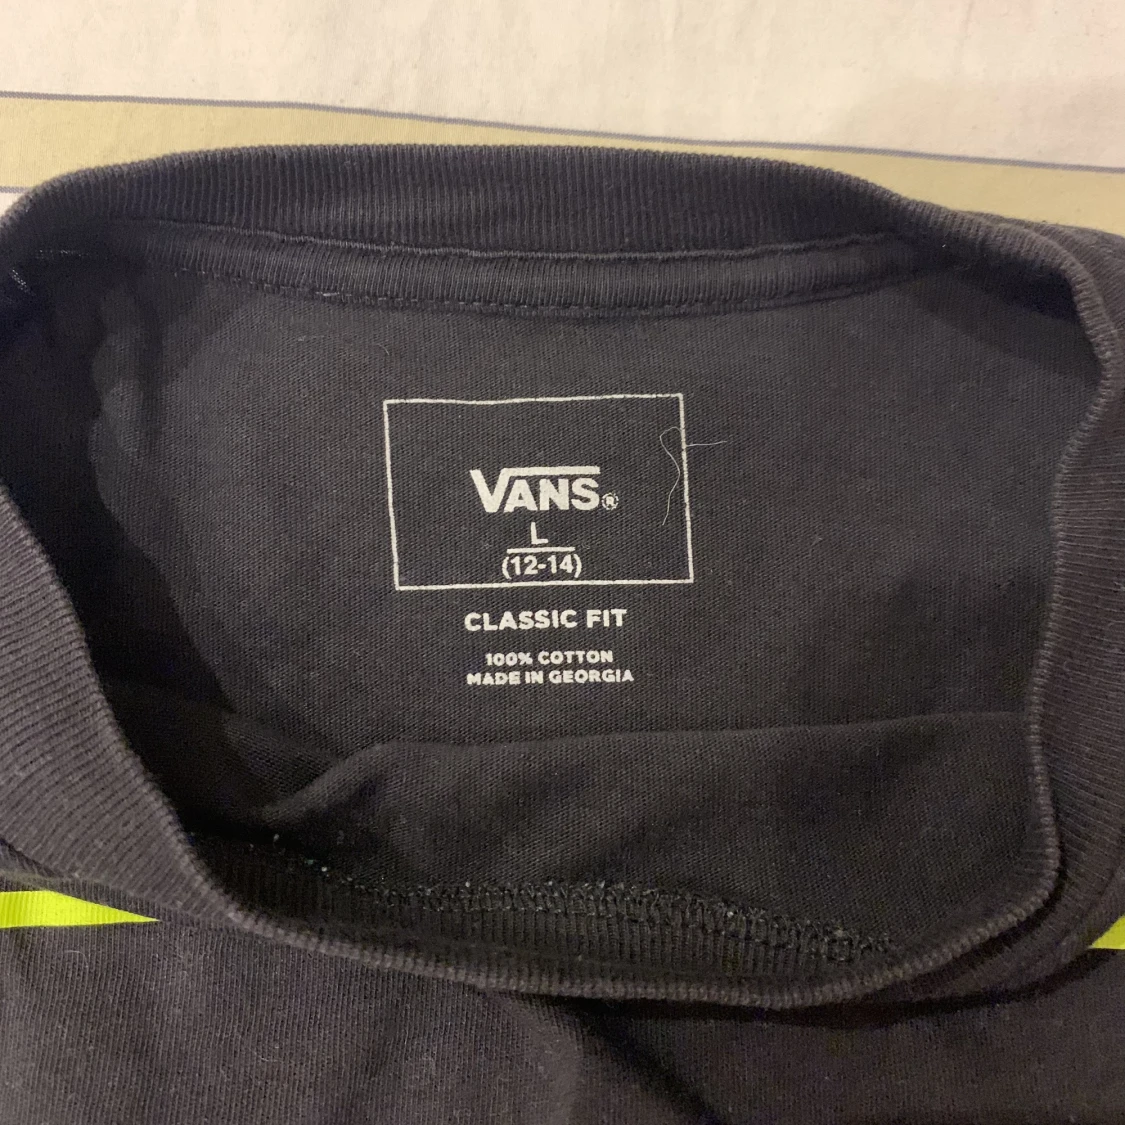 VANS®
L
(12-14)
CLASSIC FIT
100% COTTON
MADE IN GEORGIA